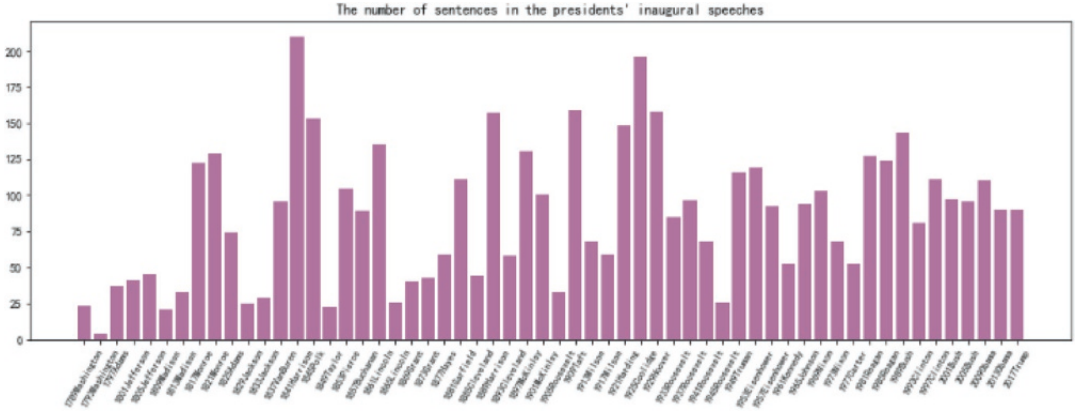 The number of sentences in the presidents' inaugural speeches
200
175
150
125
100
75
50
25
0
1789Washington
1793Washington
1797Adams
1801Jefferson
1805Jefferson
1809Madison
1813Madison
1817Monroe
1821Monroe
1825Adams
1829Jackson
1833Jackson
1837VanBuren
1841Harrison
1845Polk
1849Taylor
1853Pierce
1857Buchanan
1861Lincoln
1865Lincoln
1869Grant
1873Grant
1877Hayes
1881Garfield
1885Cleveland
1889Harrison
1893Cleveland
1897McKinley
1901McKinley
1905Roosevelt
1909Taft
1913Wilson
1917Wilson
1921Harding
1925Coolidge
1929Hoover
1933Roosevelt
1937Roosevelt
1941Roosevelt
1945Roosevelt
1949Truman
1953Eisenhower
1957Eisenhower
1961Kennedy
1965Johnson
1969Nixon
1973Nixon
1977Carter
1981Reagan
1985Reagan
1989Bush
1993Clinton
1997Clinton
2001Bush
2005Bush
2009Obama
2013Obama
2017Trump